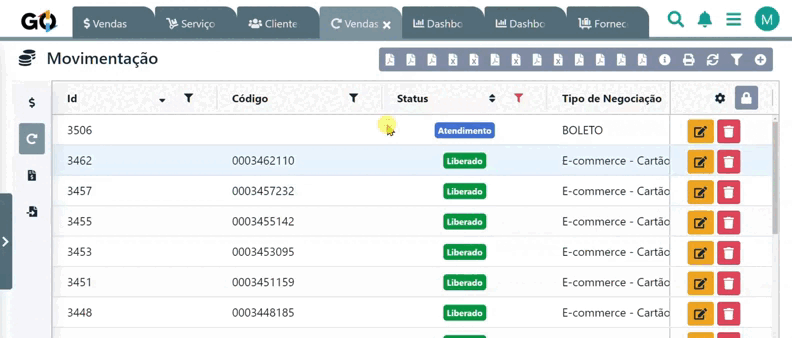 GO
Vendas
Serviço
Cliente
Vendas
Dashbo
Dashbo
Fornec
M
Movimentação
Id
Código
Status
Tipo de Negociação
3506 Atendimento BOLETO
3462 0003462110 Liberado E-commerce - Cartão
3457 0003457232 Liberado E-commerce - Cartão
3455 0003455142 Liberado E-commerce - Cartão
3453 0003453095 Liberado E-commerce - Cartão
3451 0003451159 Liberado E-commerce - Cartão
3448 0003448185 Liberado E-commerce - Cartão